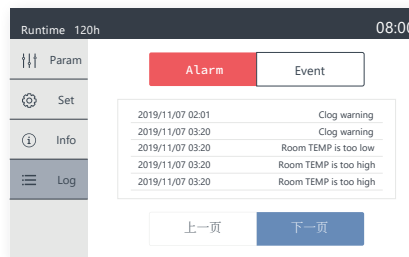 Runtime 120h 08:00
Param
Set
Info
Log
Alarm Event
2019/11/07 02:01 Clog warning
2019/11/07 03:20 Clog warning
2019/11/07 03:20 Room TEMP is too low
2019/11/07 03:20 Room TEMP is too high
2019/11/07 03:20 Room TEMP is too high
上一页 下一页